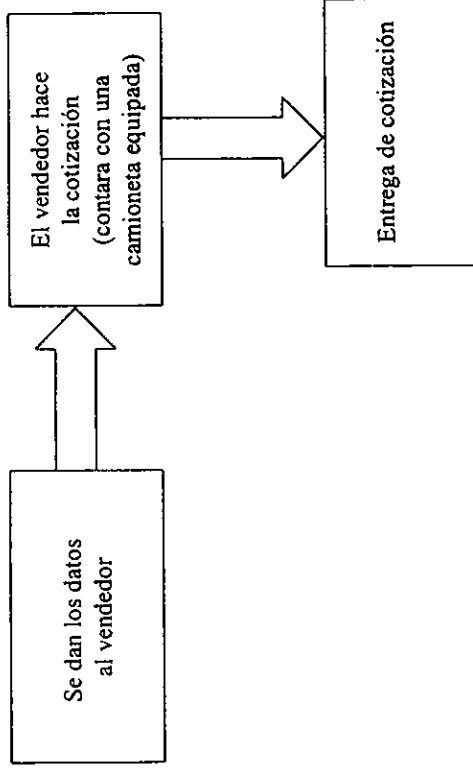 Se dan los datos
al vendedor
El vendedor hace
la cotización
(contara con una
camioneta equipada)
Entrega de cotización